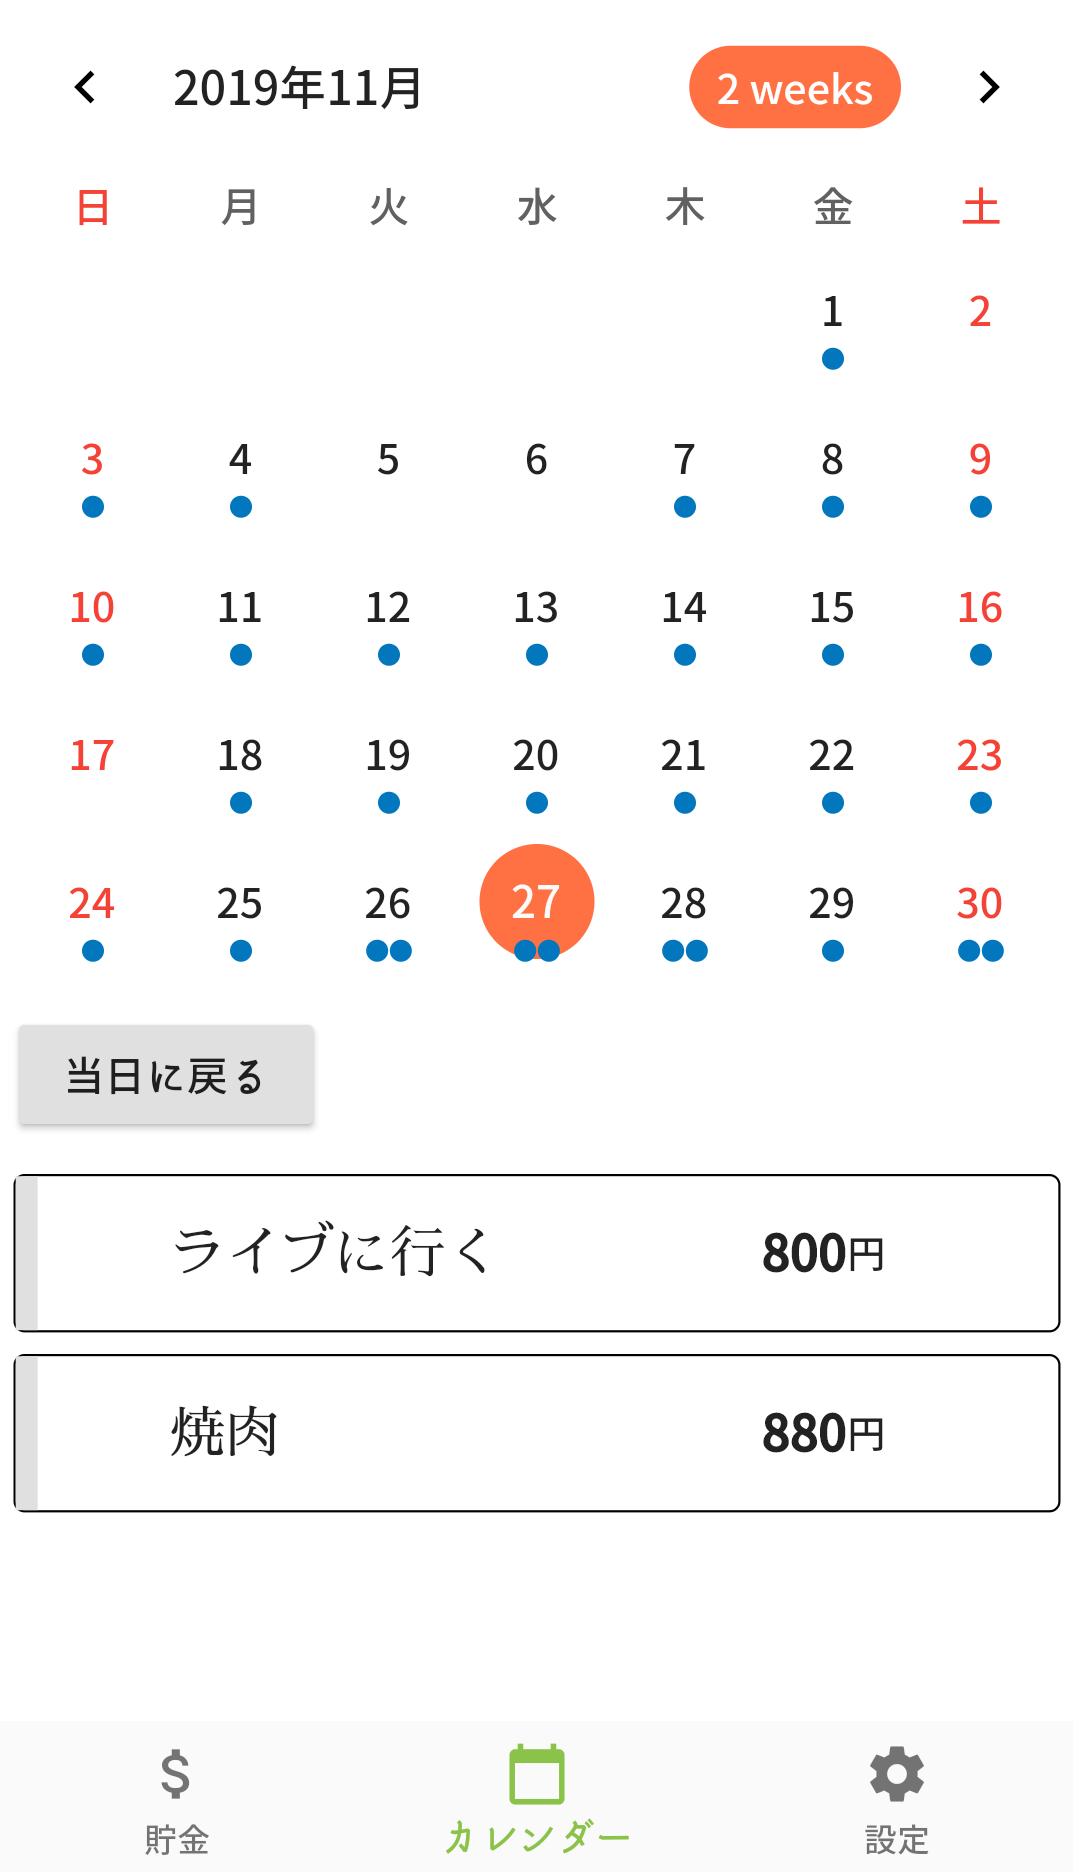 2019年11月 2 weeks
日 月 火 水 木 金 土
1 2
3 4 5 6 7 8 9
10 11 12 13 14 15 16
17 18 19 20 21 22 23
24 25 26 27 28 29 30
当日に戻る
ライブに行く 800円
焼肉 880円
貯金 カレンダー 設定